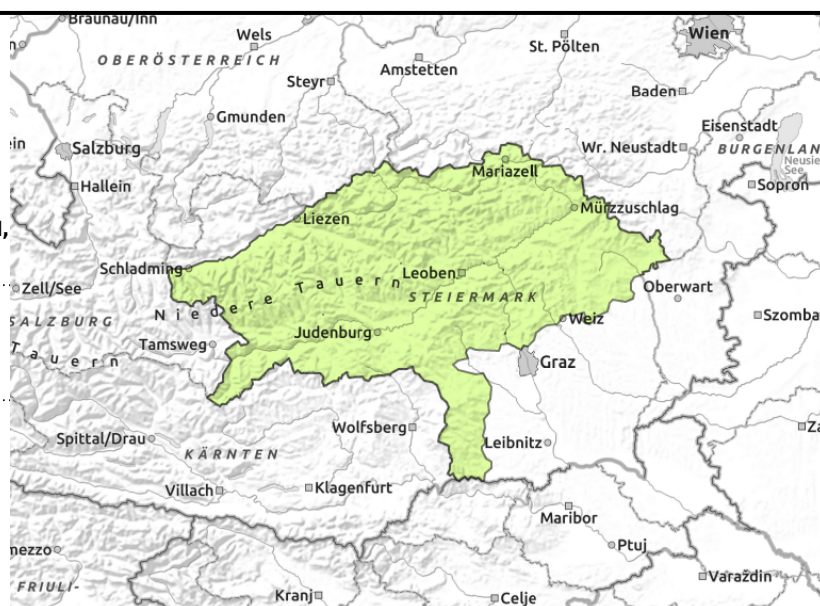 Braunau/Inn
Wels
Wien
OBERÖSTERREICH
St. Pölten
Amstetten
Steyr
Baden
Gmunden
Eisenstadt
Salzburg
Wr. Neustadt
BURGENLAN
Neusie
See
Mariazell
Hallein
Sopron
Mürzzuschlag
Liezen
Schladming
Leoben
Zell/See
Niedere Tauern
STEIERMARK
Oberwart
SALZBURG
Szomba
Weiz
Judenburg
Tamsweg
Tauern
Graz
Wolfsberg
Spittal/Drau
Leibnitz
KÄRNTEN
Villach
Klagenfurt
Maribor
Ptuj
mezzo
Varaždin
FRIULI-
Kranj
Celje